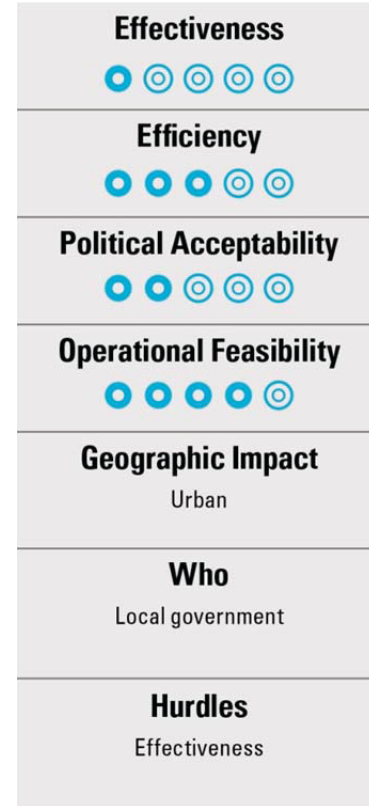 Effectiveness
Efficiency
Political Acceptability
Operational Feasibility
Geographic Impact
Urban
Who
Local government
Hurdles
Effectiveness